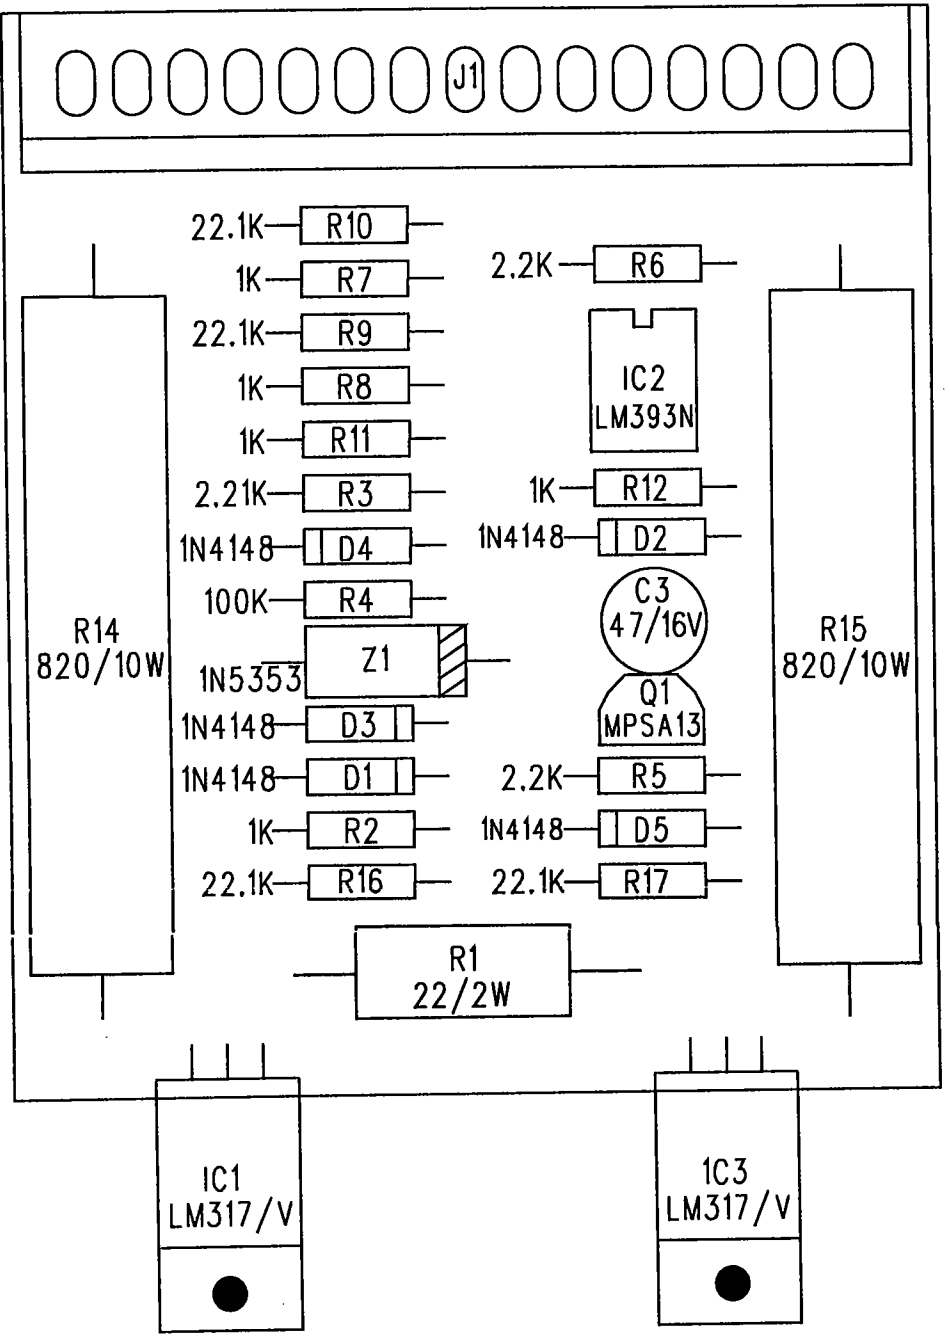 J1
22.1K R10
1K R7
22.1K R9
1K R8
1K R11
2.21K R3
1N4148 D4
100K R4
1N5353 Z1
1N4148 D3
1N4148 D1
1K R2
22.1K R16
2.2K R6
IC2
LM393N
1K R12
1N4148 D2
C3
47/16V
Q1
MPSA13
2.2K R5
1N4148 D5
22.1K R17
R14
820/10W
R15
820/10W
R1
22/2W
IC1
LM317/V
1C3
LM317/V